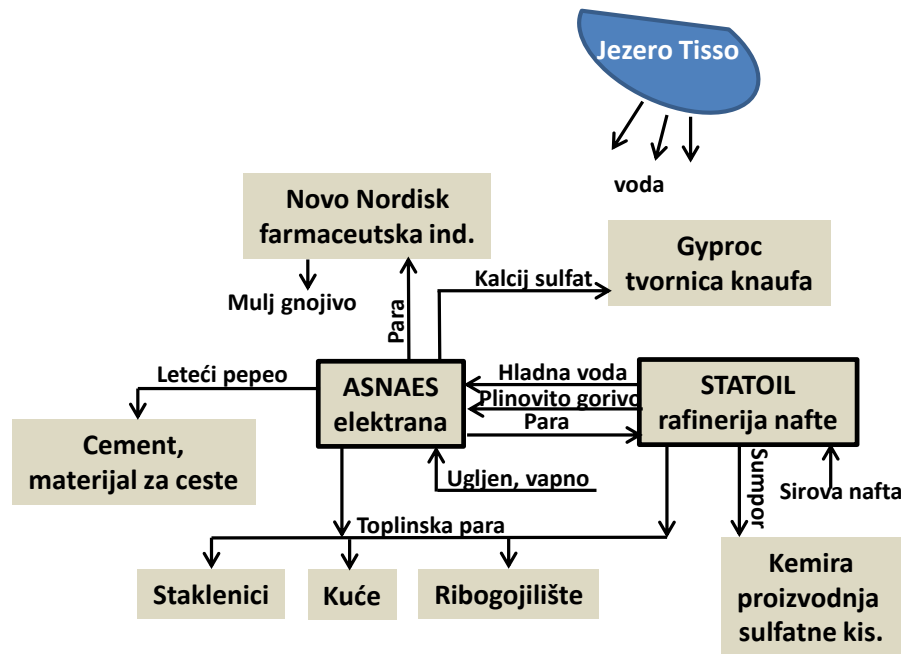 Jezero Tisso
voda
Novo Nordisk
farmaceutska ind.
Gyproc
tvornica knaufa
Kalcij sulfat
Mulj gnojivo
Para
Leteći pepeo
ASNAES
elektrana
Hladna voda
Plinovito gorivo
Para
STATOIL
rafinerija nafte
Cement,
materijal za ceste
Ugljen, vapno
Sumpor
Sirova nafta
Toplinska para
Staklenici
Kuće
Ribogojilište
Kemira
proizvodnja
sulfatne kis.